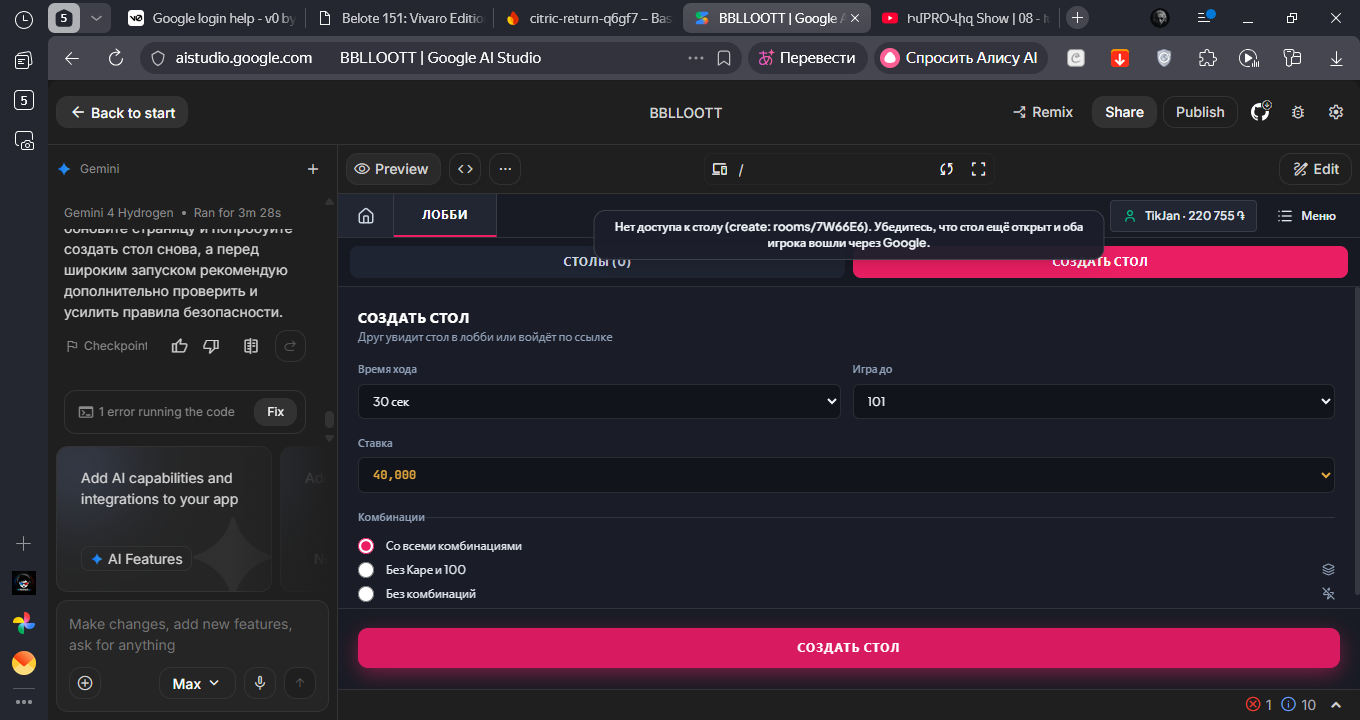 5
Google login help - v0 by
Belote 151: Vivaro Editio
citric-return-q6gf7 – Bas
BBLLOOTT | Google A
ԽՄPROՎիզ Show | 08 -
aistudio.google.com
BBLLOOTT | Google AI Studio
Перевести
Спросить Алису AI
5
Back to start
BBLLOOTT
Remix
Share
Publish
Gemini
Preview
/
Edit
Gemini 4 Hydrogen • Ran for 3m 28s
обновите страницу и попробуйте
создать стол снова, а перед
широким запуском рекомендую
дополнительно проверить и
усилить правила безопасности.
Checkpoint
1 error running the code
Fix
Add AI capabilities and
integrations to your app
AI Features
Make changes, add new features,
ask for anything
Max
ЛОББИ
Нет доступа к столу (create: rooms/7W66E6). Убедитесь, что стол ещё открыт и оба
игрока вошли через Google.
TikJan · 220 755 ֏
Меню
СТОЛЫ (0)
СОЗДАТЬ СТОЛ
СОЗДАТЬ СТОЛ
Друг увидит стол в лобби или войдёт по ссылке
Время хода
Игра до
30 сек
101
Ставка
40,000
Комбинации
Со всеми комбинациями
Без Каре и 100
Без комбинаций
СОЗДАТЬ СТОЛ
1
10